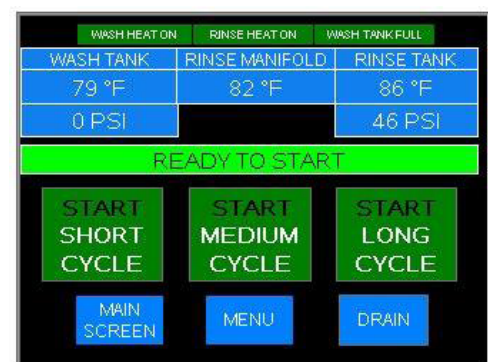 WASH HEAT ON RINSE HEAT ON WASH TANK FULL
WASH TANK RINSE MANIFOLD RINSE TANK
79 °F 82 °F 86 °F
0 PSI 46 PSI
READY TO START
START START START
SHORT MEDIUM LONG
CYCLE CYCLE CYCLE
MAIN
SCREEN MENU DRAIN